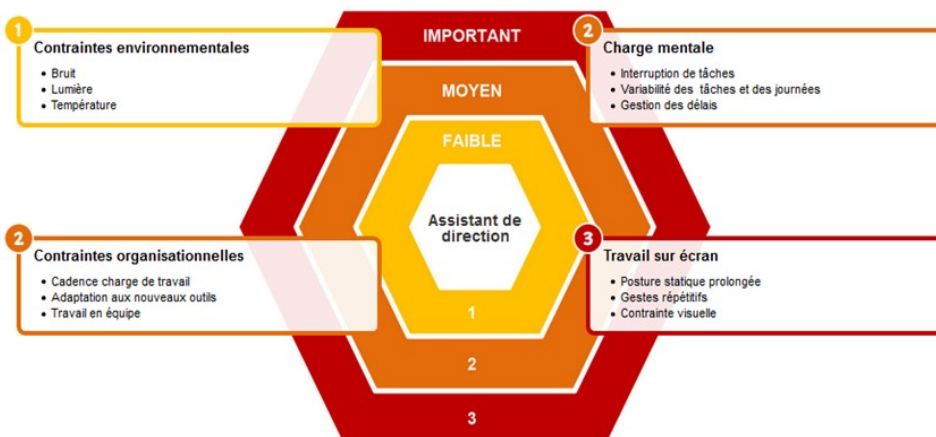 1
Contraintes environnementales
• Bruit
• Lumière
• Température
IMPORTANT
MOYEN
FAIBLE
2
Charge mentale
• Interruption de tâches
• Variabilité des tâches et des journées
• Gestion des délais
Assistant de
direction
2
Contraintes organisationnelles
• Cadence charge de travail
• Adaptation aux nouveaux outils
• Travail en équipe
3
Travail sur écran
• Posture statique prolongée
• Gestes répétitifs
• Contrainte visuelle
1
2
3